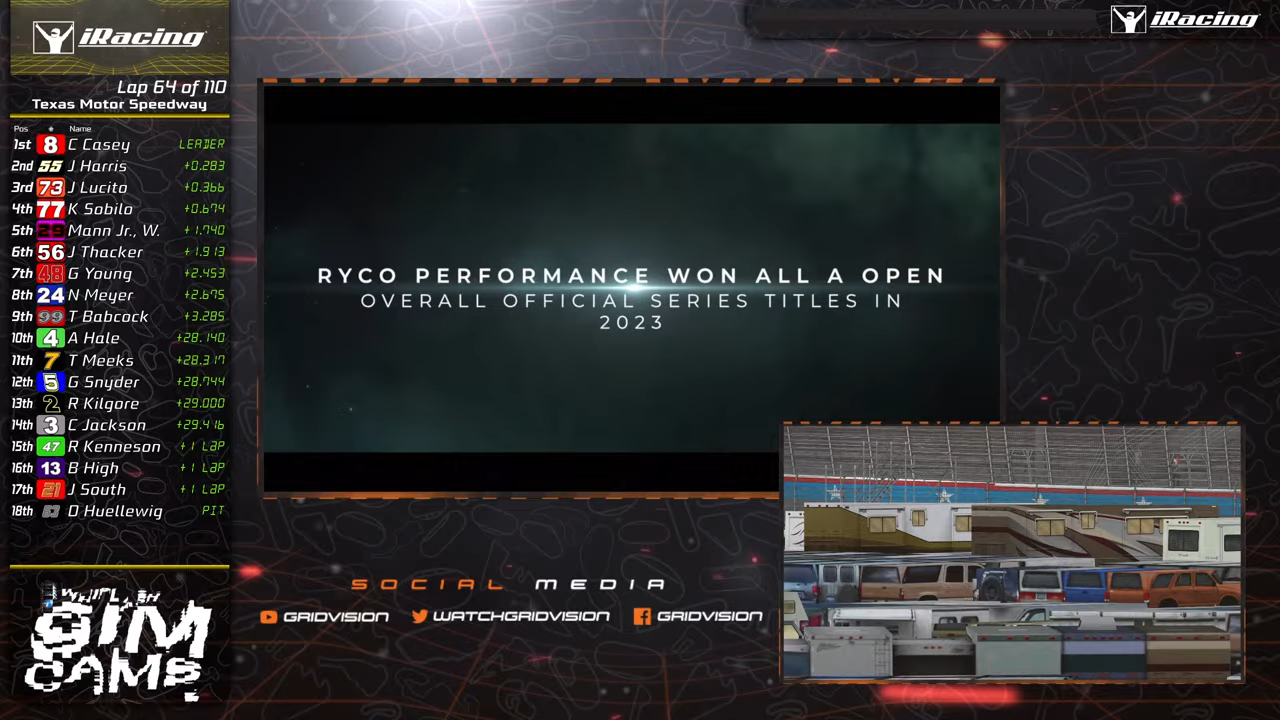 iRacing
Lap 64 of 110
Texas Motor Speedway
Pos Name
1st 8 C Casey LEADER
2nd 55 J Harris +0.283
3rd 73 J Lucito +0.366
4th 77 K Sobilo +0.674
5th 29 Mann Jr., W. +1.740
6th 56 J Thacker +1.913
7th 48 G Young +2.453
8th 24 N Meyer +2.675
9th 99 T Babcock +3.285
10th 4 A Hale +28.140
11th 7 T Meeks +28.317
12th 5 G Snyder +28.744
13th 2 R Kilgore +29.000
14th 3 C Jackson +29.416
15th 47 R Kenneson +1 LAP
16th 13 B High +1 LAP
17th 21 J South +1 LAP
18th D Huellewig PIT
SIM
iRacing
RYCO PERFORMANCE WON ALL A OPEN
OVERALL OFFICIAL SERIES TITLES IN
2023
SOCIAL MEDIA
GRIDVISION WATCHGRIDVISION GRIDVISION